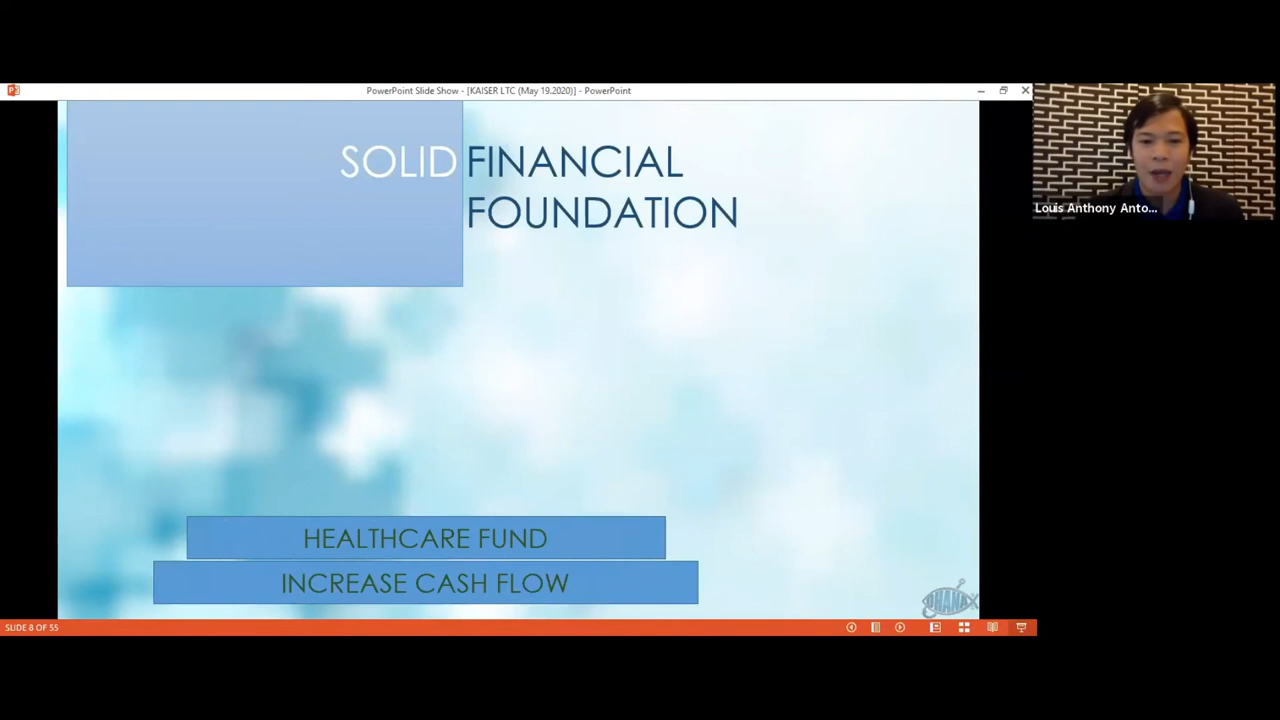 PowerPoint Slide Show - [KAISER LTC (May 19.2020)] - PowerPoint
SOLID FINANCIAL
FOUNDATION
Louis Anthony Anto...
HEALTHCARE FUND
INCREASE CASH FLOW
OHANA
SLIDE 8 OF 55